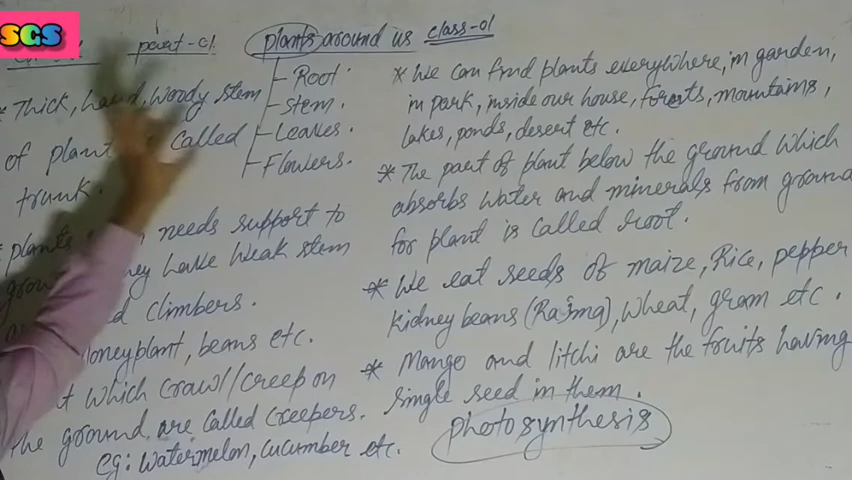 SGS
part-01
plants around us class-01
Root.
Stem.
Leaves.
Flowers.
* Thick, hard, woody stem
of plant is called
trunk.
* plants needs support to
they have weak stem
climbers.
moneyplant, beans etc.
which crawl/creep on
the ground are called creepers.
eg: watermelon, cucumber etc.
* We can find plants everywhere, in garden,
in park, inside our house, forests, mountains,
lakes, ponds, desert etc.
* The part of plant below the ground which
absorbs water and minerals from ground
for plant is called root.
* We eat seeds of maize, Rice, pepper
kidney beans (Rajma), wheat, gram etc.
* Mango and litchi are the fruits having
single seed in them.
photosynthesis